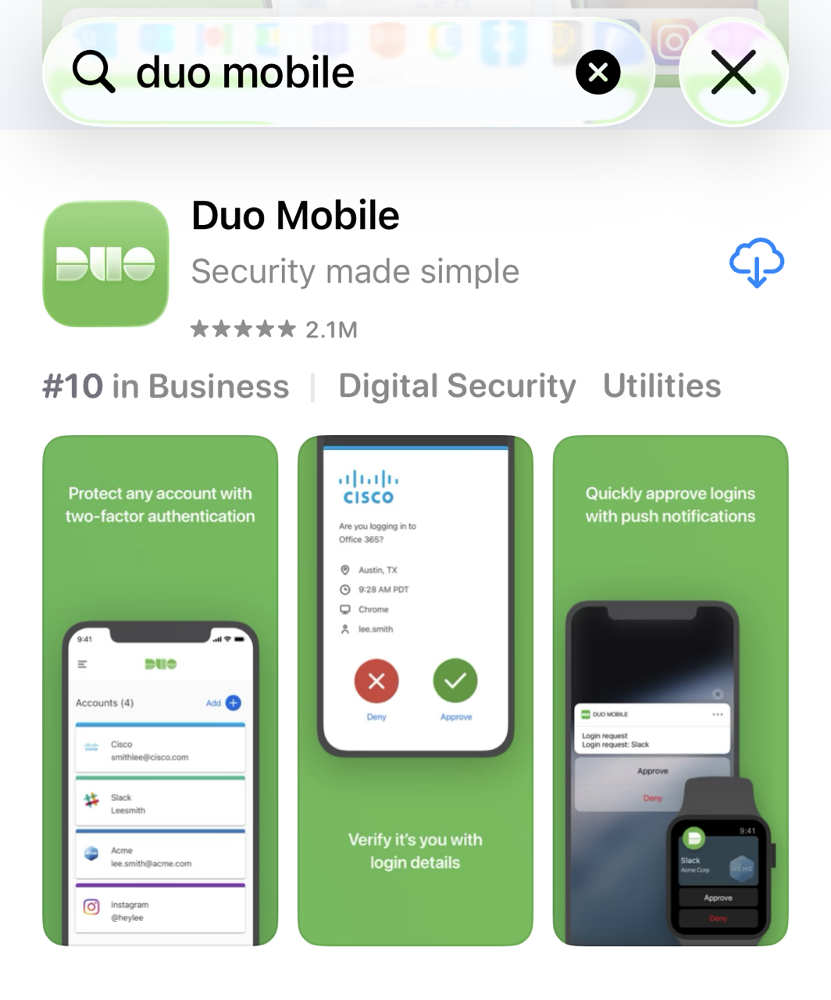 duo mobile
DUO
Duo Mobile
Security made simple
2.1M
#10 in Business | Digital Security Utilities
Protect any account with
two-factor authentication
9:41
DUO
Accounts (4)
Add
CISCO
Cisco
smithlee@cisco.com
Slack
Leesmith
Acme
lee.smith@acme.com
Instagram
@heylee
CISCO
Are you logging in to
Office 365?
Austin, TX
9:28 AM PDT
Chrome
lee.smith
Deny
Approve
Verify it's you with
login details
Quickly approve logins
with push notifications
DUO MOBILE
Login request
Login request: Slack
Approve
Deny
9:41
Slack
Acme Corp
ACME
Approve
Deny